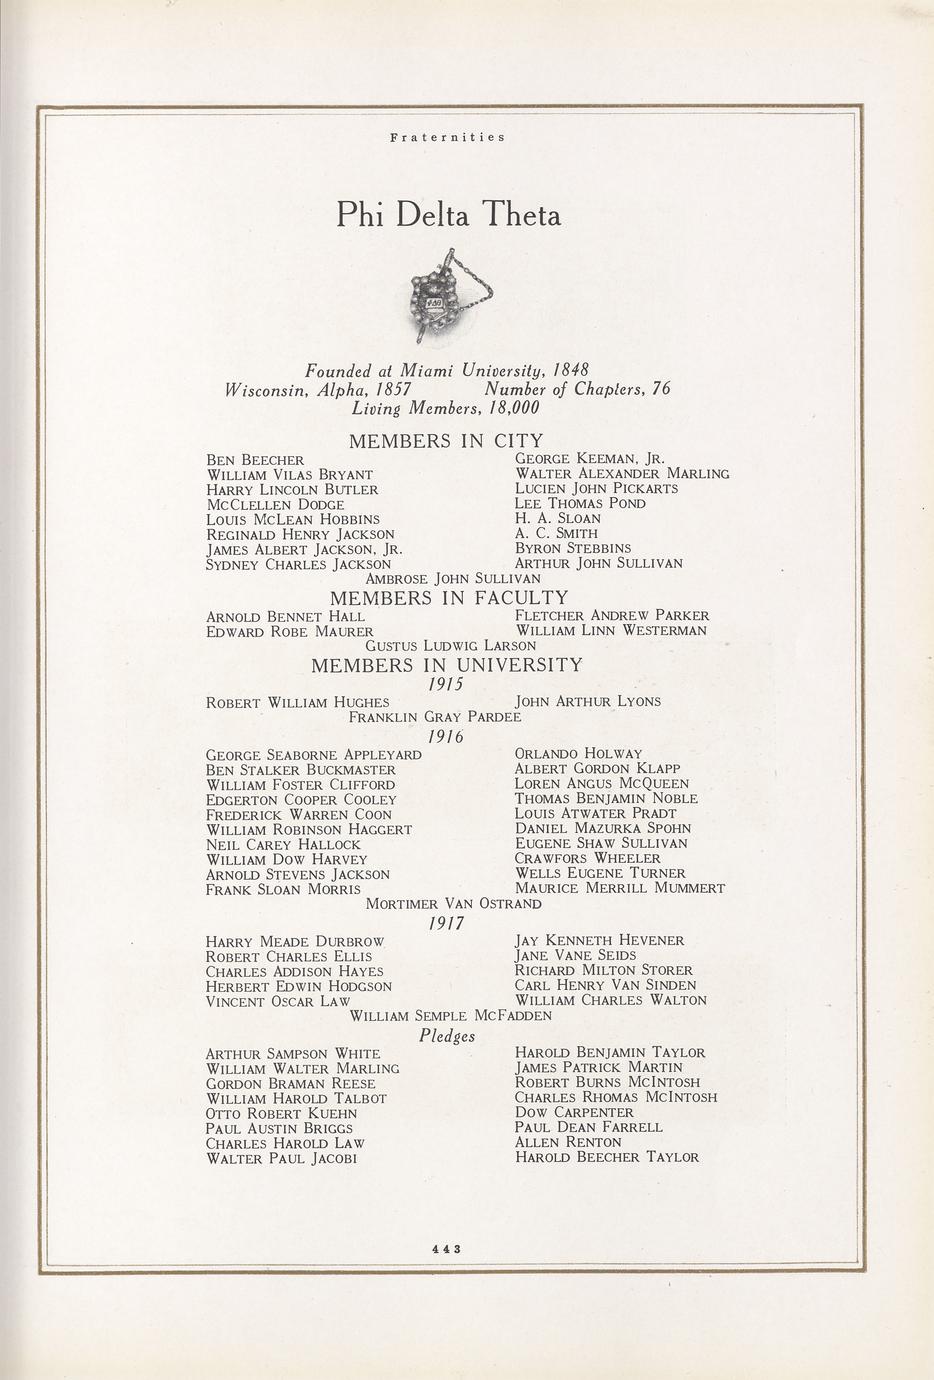 Fraternities
Phi Delta Theta
ΦΔΘ
Founded at Miami University, 1848
Wisconsin, Alpha, 1857 Number of Chapters, 76
Living Members, 18,000
MEMBERS IN CITY
BEN BEECHER GEORGE KEEMAN, JR.
WILLIAM VILAS BRYANT WALTER ALEXANDER MARLING
HARRY LINCOLN BUTLER LUCIEN JOHN PICKARTS
MCCLELLEN DODGE LEE THOMAS POND
LOUIS MCLEAN HOBBINS H. A. SLOAN
REGINALD HENRY JACKSON A. C. SMITH
JAMES ALBERT JACKSON, JR. BYRON STEBBINS
SYDNEY CHARLES JACKSON ARTHUR JOHN SULLIVAN
AMBROSE JOHN SULLIVAN
MEMBERS IN FACULTY
ARNOLD BENNET HALL FLETCHER ANDREW PARKER
EDWARD ROBE MAURER WILLIAM LINN WESTERMAN
GUSTUS LUDWIG LARSON
MEMBERS IN UNIVERSITY
1915
ROBERT WILLIAM HUGHES JOHN ARTHUR LYONS
FRANKLIN GRAY PARDEE
1916
GEORGE SEABORNE APPLEYARD ORLANDO HOLWAY
BEN STALKER BUCKMASTER ALBERT GORDON KLAPP
WILLIAM FOSTER CLIFFORD LOREN ANGUS MCQUEEN
EDGERTON COOPER COOLEY THOMAS BENJAMIN NOBLE
FREDERICK WARREN COON LOUIS ATWATER PRADT
WILLIAM ROBINSON HAGGERT DANIEL MAZURKA SPOHN
NEIL CAREY HALLOCK EUGENE SHAW SULLIVAN
WILLIAM DOW HARVEY CRAWFORS WHEELER
ARNOLD STEVENS JACKSON WELLS EUGENE TURNER
FRANK SLOAN MORRIS MAURICE MERRILL MUMMERT
MORTIMER VAN OSTRAND
1917
HARRY MEADE DURBROW JAY KENNETH HEVENER
ROBERT CHARLES ELLIS JANE VANE SEIDS
CHARLES ADDISON HAYES RICHARD MILTON STORER
HERBERT EDWIN HODGSON CARL HENRY VAN SINDEN
VINCENT OSCAR LAW WILLIAM CHARLES WALTON
WILLIAM SEMPLE MCFADDEN
Pledges
ARTHUR SAMPSON WHITE HAROLD BENJAMIN TAYLOR
WILLIAM WALTER MARLING JAMES PATRICK MARTIN
GORDON BRAMAN REESE ROBERT BURNS MCINTOSH
WILLIAM HAROLD TALBOT CHARLES RHOMAS MCINTOSH
OTTO ROBERT KUEHN DOW CARPENTER
PAUL AUSTIN BRIGGS PAUL DEAN FARRELL
CHARLES HAROLD LAW ALLEN RENTON
WALTER PAUL JACOBI HAROLD BEECHER TAYLOR
443